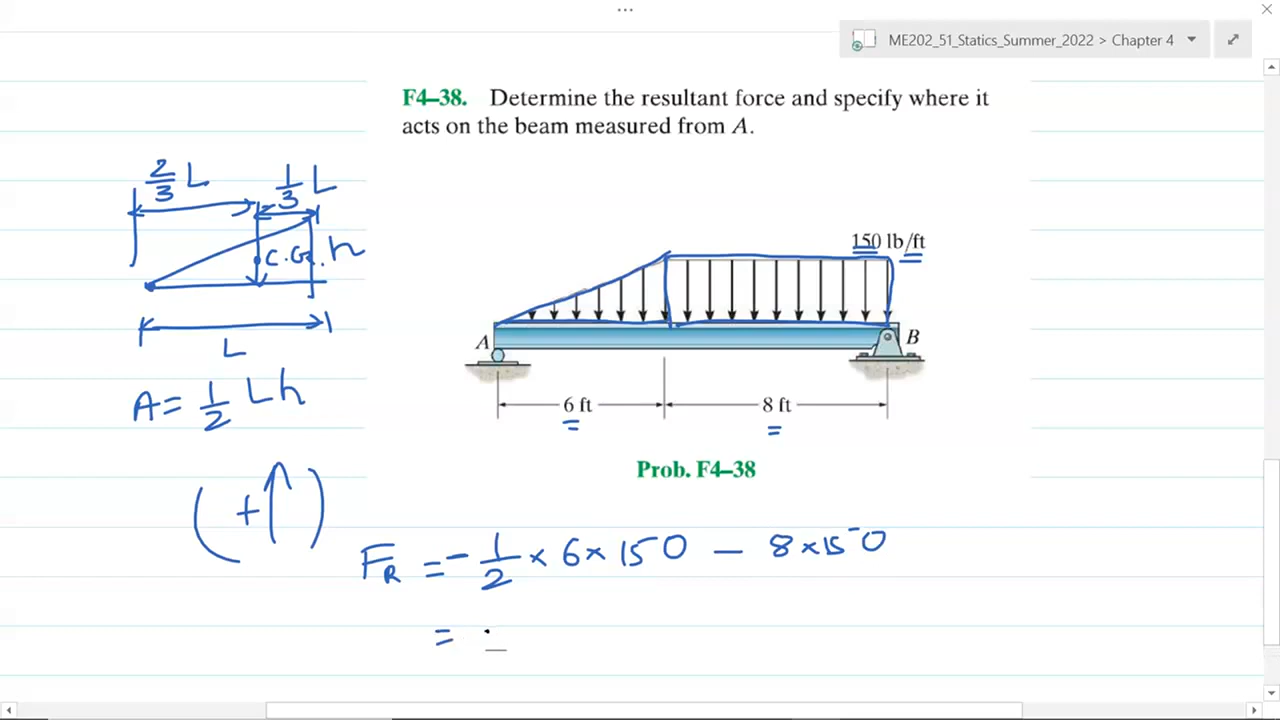 ME202_51_Statics_Summer_2022 > Chapter 4
F4–38. Determine the resultant force and specify where it
acts on the beam measured from A.
2/3 L
1/3 L
C.G.
h
L
A = 1/2 L h
150 lb/ft
A
B
6 ft
8 ft
Prob. F4–38
( + ↑ )
F_R = - 1/2 × 6 × 150 - 8 × 150
=